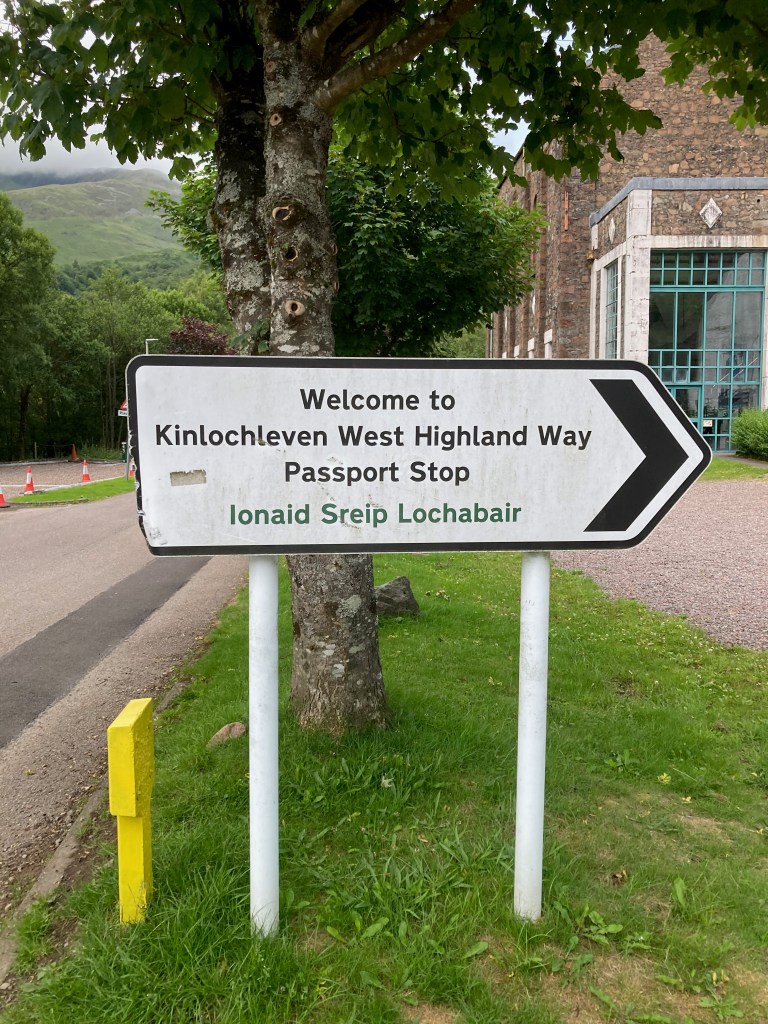 Welcome to
Kinlochleven West Highland Way
Passport Stop
Ionaid Sreip Lochabair